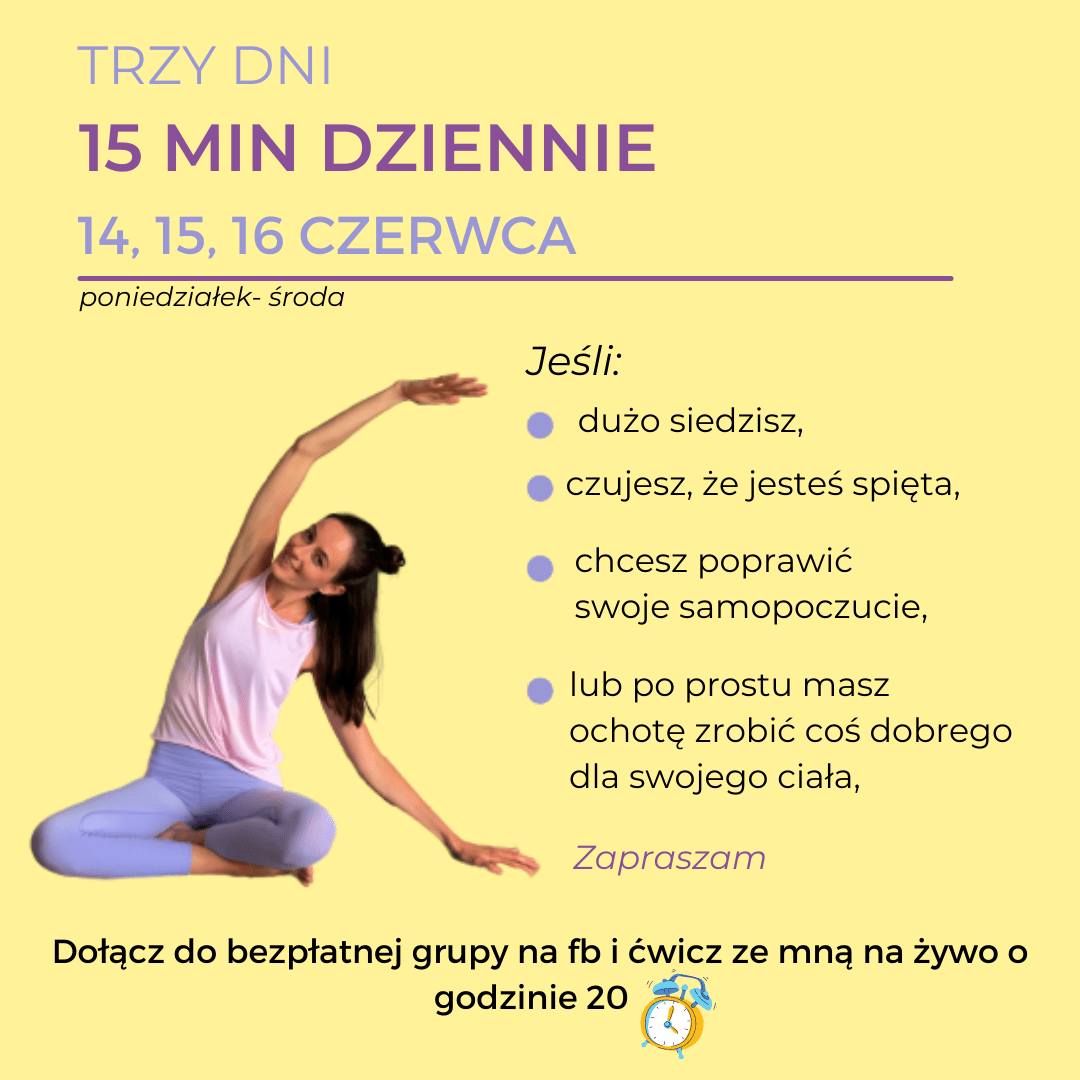 TRZY DNI
15 MIN DZIENNIE
14, 15, 16 CZERWCA
poniedziałek- środa
Jeśli:
dużo siedzisz,
czujesz, że jesteś spięta,
chcesz poprawić
swoje samopoczucie,
lub po prostu masz
ochotę zrobić coś dobrego
dla swojego ciała,
Zapraszam
Dołącz do bezpłatnej grupy na fb i ćwicz ze mną na żywo o
godzinie 20